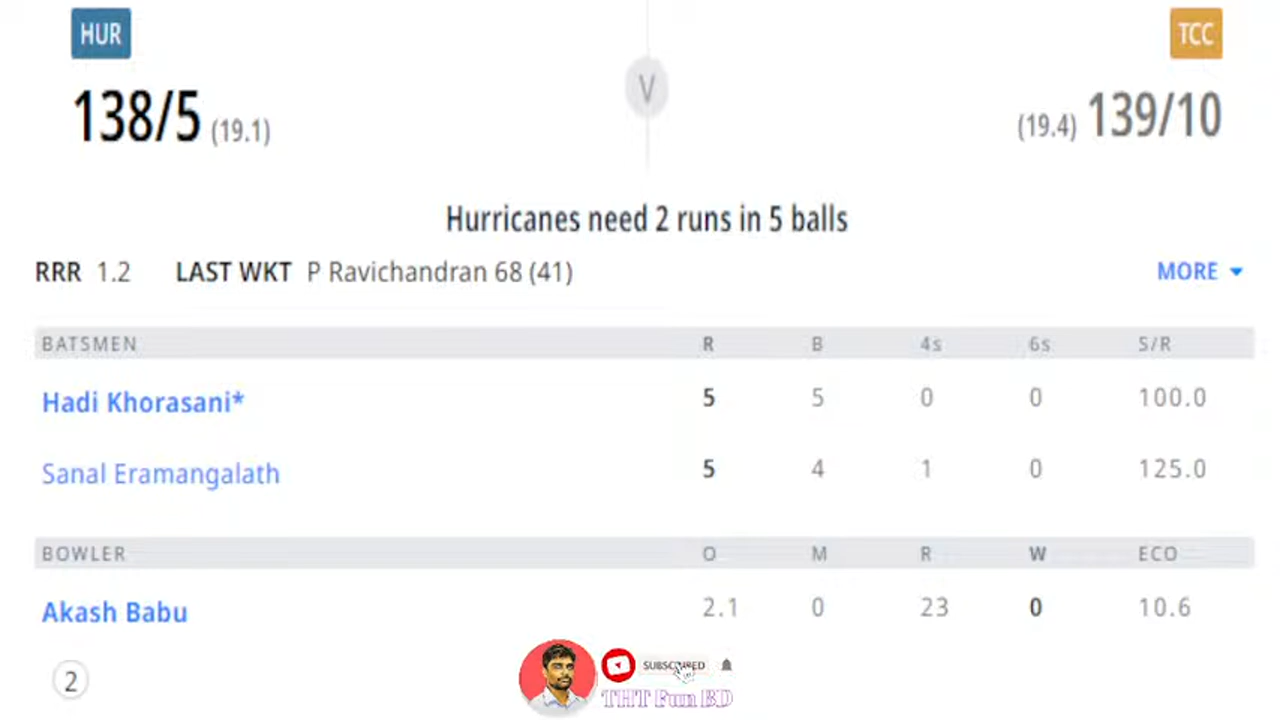 HUR
V
TCC
138/5 (19.1)
(19.4) 139/10
Hurricanes need 2 runs in 5 balls
RRR 1.2 LAST WKT P Ravichandran 68 (41)
MORE
BATSMEN R B 4s 6s S/R
Hadi Khorasani* 5 5 0 0 100.0
Sanal Eramangalath 5 4 1 0 125.0
BOWLER O M R W ECO
Akash Babu 2.1 0 23 0 10.6
2
SUBSCRIBED
THT Fun BD